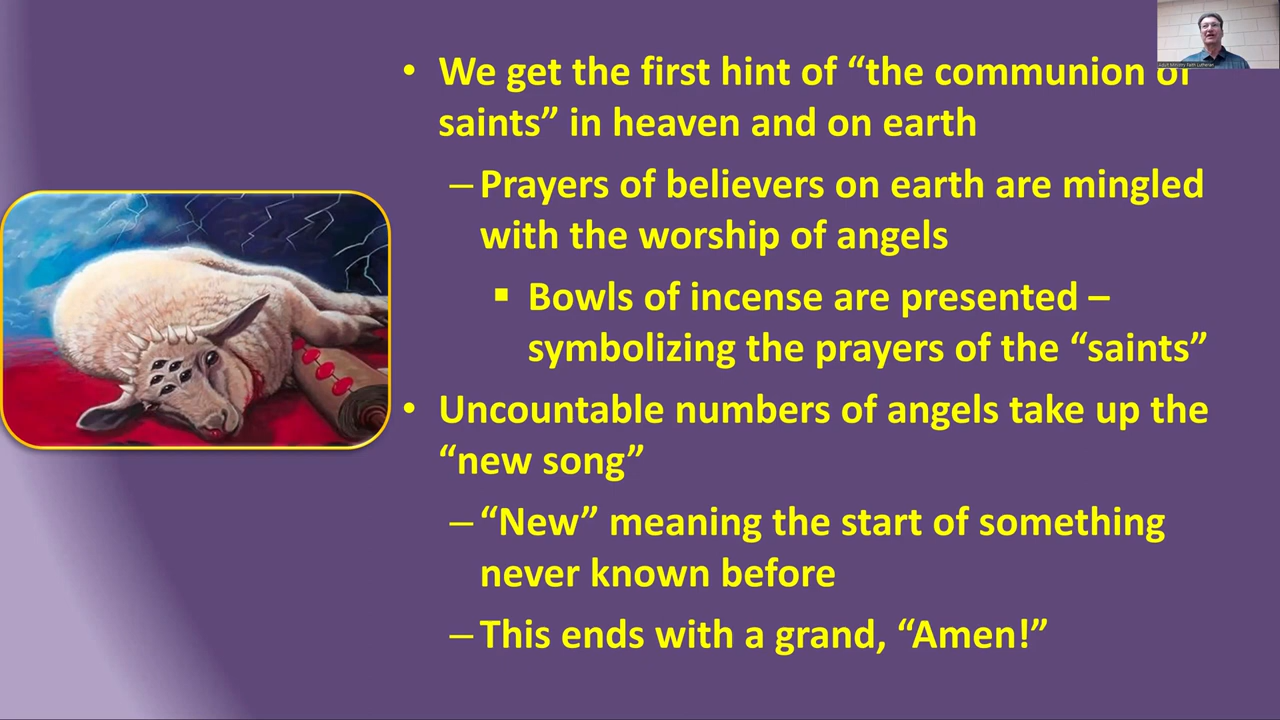 • We get the first hint of “the communion of
saints” in heaven and on earth
– Prayers of believers on earth are mingled
with the worship of angels
▪ Bowls of incense are presented –
symbolizing the prayers of the “saints”
• Uncountable numbers of angels take up the
“new song”
– “New” meaning the start of something
never known before
– This ends with a grand, “Amen!”